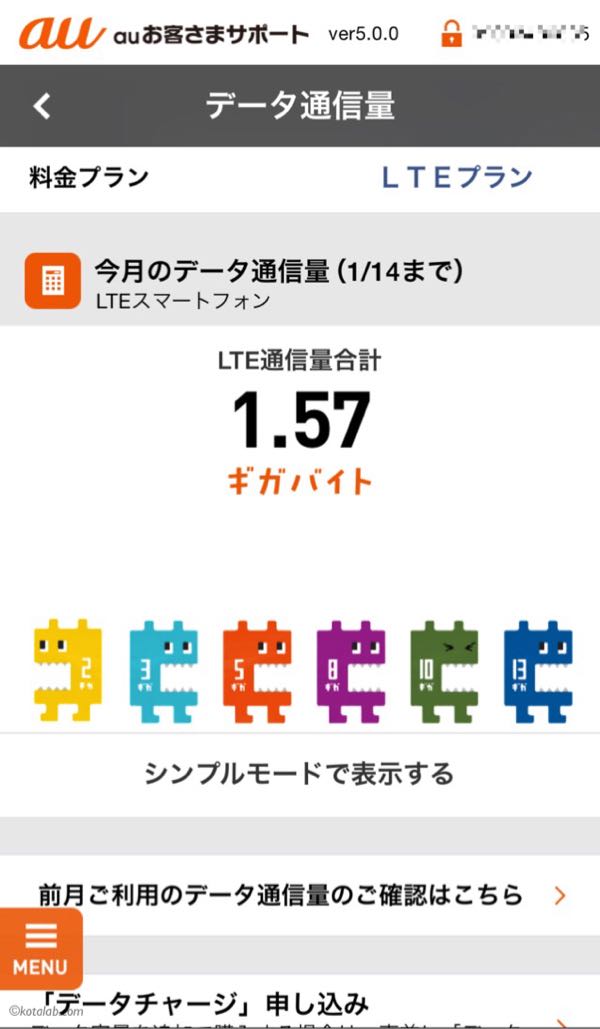 au auお客さまサポート ver5.0.0
データ通信量
料金プラン LTEプラン
今月のデータ通信量(1/14まで)
LTEスマートフォン
LTE通信量合計
1.57
ギガバイト
2 ギガ 3 ギガ 5 ギガ 8 ギガ 10 ギガ 13 ギガ
シンプルモードで表示する
前月ご利用のデータ通信量のご確認はこちら
MENU
「データチャージ」申し込み
©kotalab.com